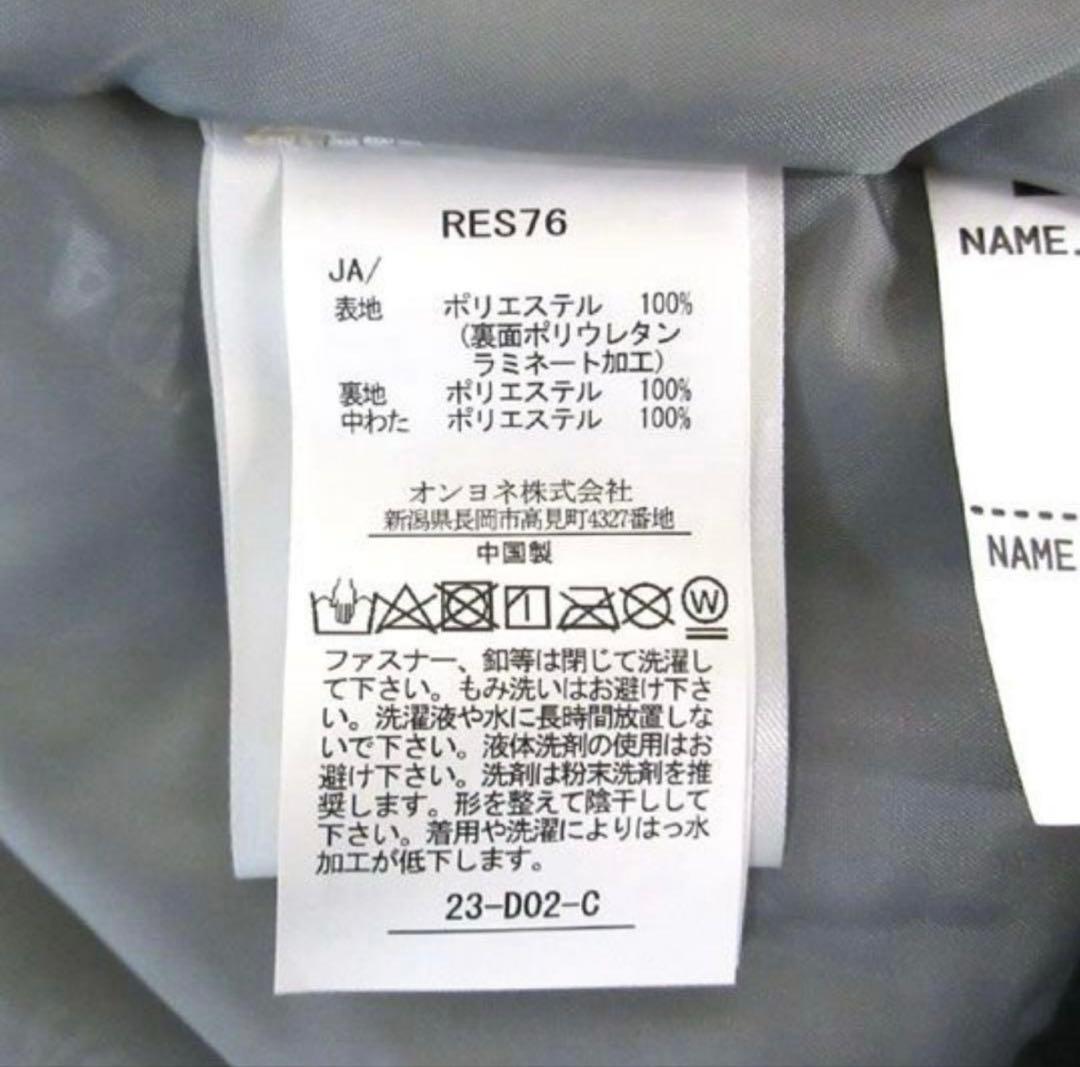 RES76
JA/
表地 ポリエステル 100%
(裏面ポリウレタン
ラミネート加工)
裏地 ポリエステル 100%
中わた ポリエステル 100%
オンヨネ株式会社
新潟県長岡市高見町4327番地
中国製
W
ファスナー、釦等は閉じて洗濯し
て下さい。もみ洗いはお避け下さ
い。洗濯液や水に長時間放置しな
いで下さい。液体洗剤の使用はお
避け下さい。洗剤は粉末洗剤を推
奨します。形を整えて陰干しして
下さい。着用や洗濯によりはっ水
加工が低下します。
23-D02-C
NAME.
NAME